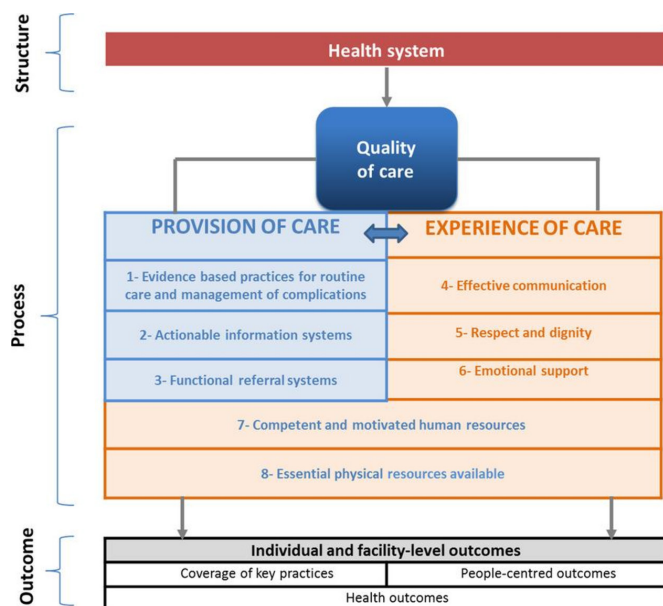 Structure
Health system
Process
Quality
of care
PROVISION OF CARE
EXPERIENCE OF CARE
1- Evidence based practices for routine
care and management of complications
4- Effective communication
2- Actionable information systems
5- Respect and dignity
3- Functional referral systems
6- Emotional support
7- Competent and motivated human resources
8- Essential physical resources available
Outcome
Individual and facility-level outcomes
Coverage of key practices
People-centred outcomes
Health outcomes